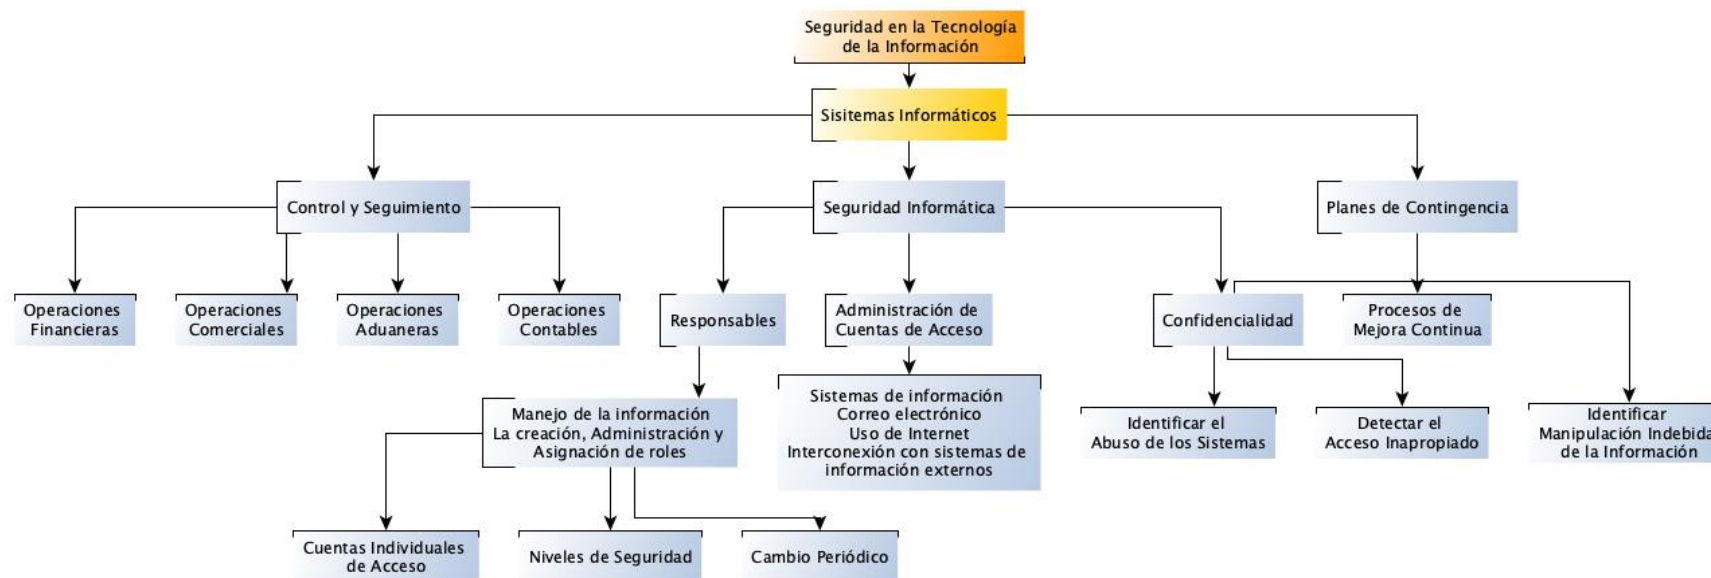 Seguridad en la Tecnología
de la Información
Sisitemas Informáticos
Control y Seguimiento
Seguridad Informática
Planes de Contingencia
Operaciones
Financieras
Operaciones
Comerciales
Operaciones
Aduaneras
Operaciones
Contables
Responsables
Administración de
Cuentas de Acceso
Confidencialidad
Procesos de
Mejora Continua
Manejo de la información
La creación, Administración y
Asignación de roles
Sistemas de información
Correo electrónico
Uso de Internet
Interconexión con sistemas de
información externos
Identificar el
Abuso de los Sistemas
Detectar el
Acceso Inapropiado
Identificar
Manipulación Indebida
de la Información
Cuentas Individuales
de Acceso
Niveles de Seguridad
Cambio Periódico